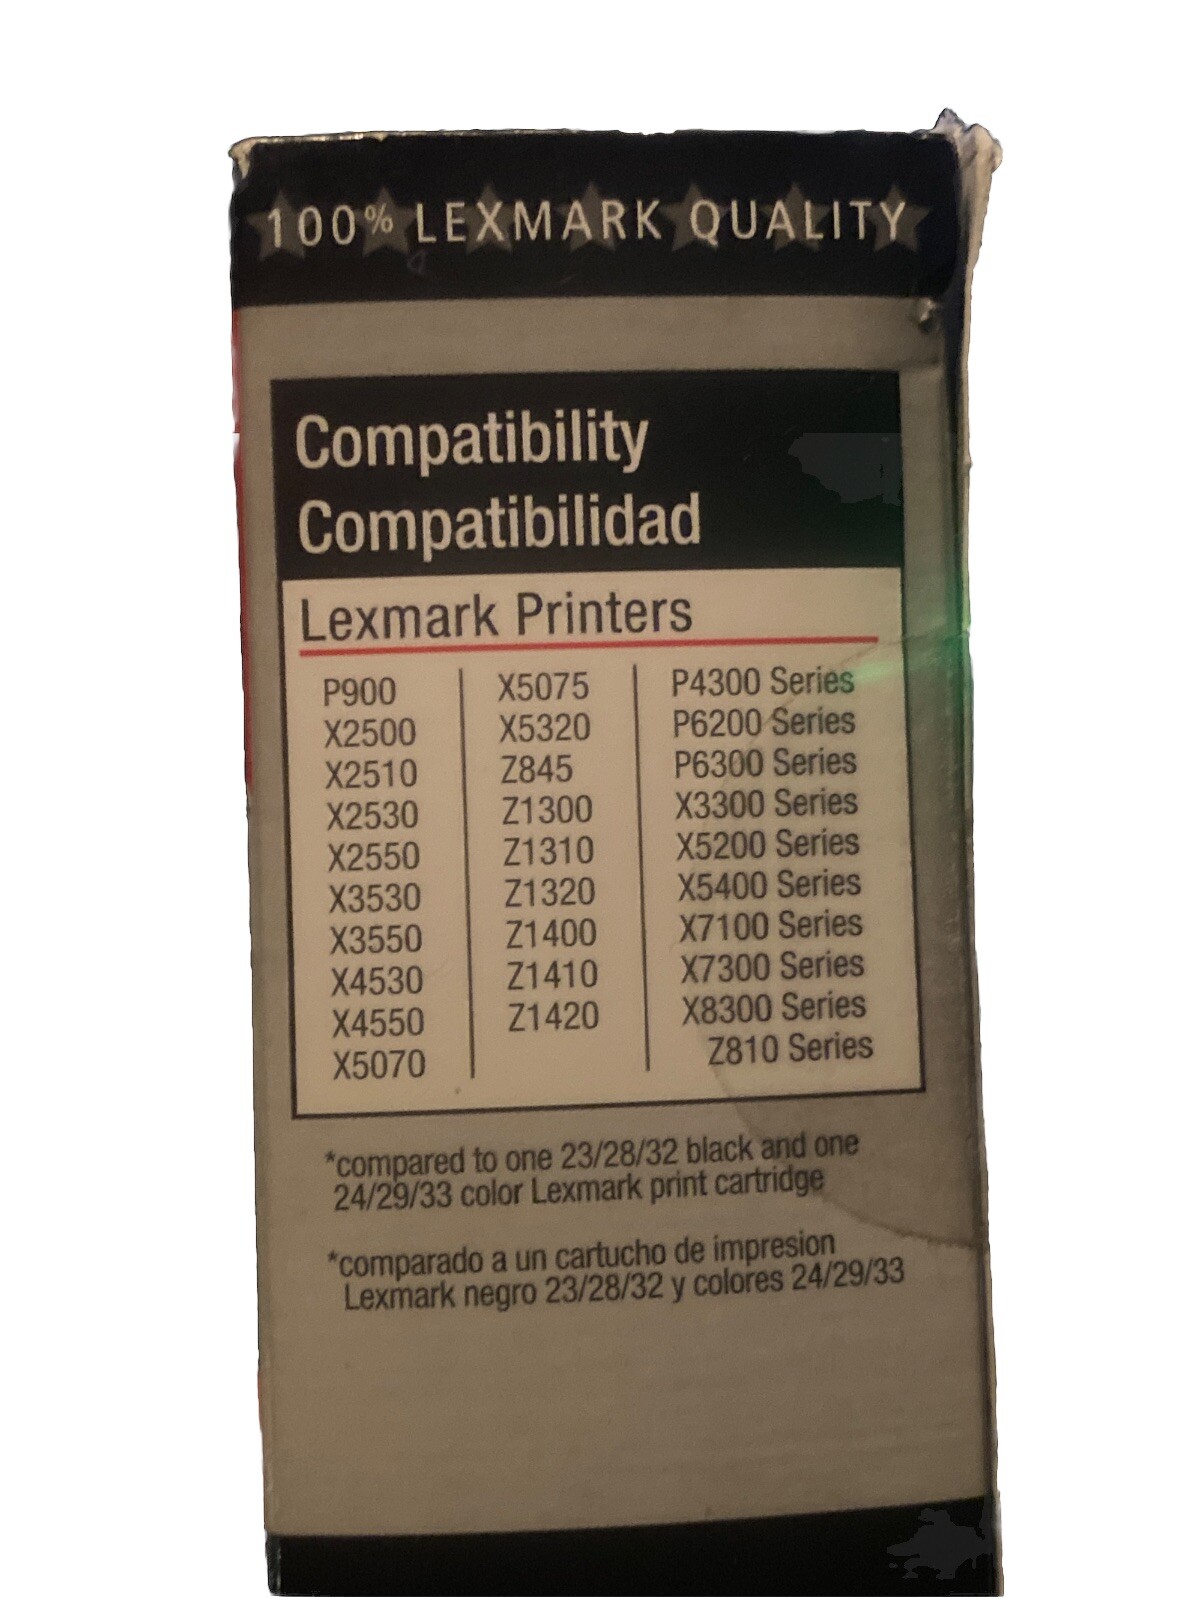 100% LEXMARK QUALITY
Compatibility
Compatibilidad
Lexmark Printers
P900
X2500
X2510
X2530
X2550
X3530
X3550
X4530
X4550
X5070
X5075
X5320
Z845
Z1300
Z1310
Z1320
Z1400
Z1410
Z1420
P4300 Series
P6200 Series
P6300 Series
X3300 Series
X5200 Series
X5400 Series
X7100 Series
X7300 Series
X8300 Series
Z810 Series
*compared to one 23/28/32 black and one
24/29/33 color Lexmark print cartridge
*comparado a un cartucho de impresion
Lexmark negro 23/28/32 y colores 24/29/33